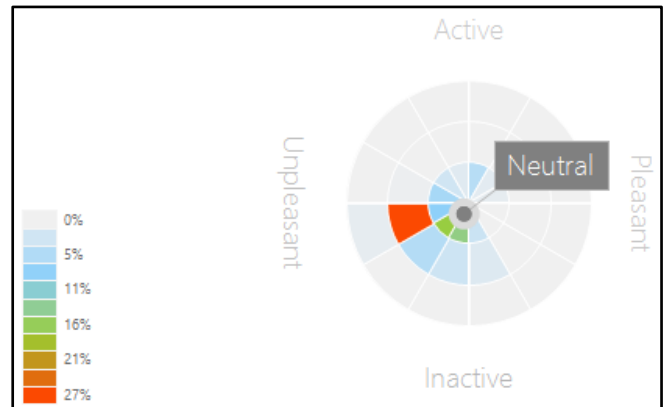 Active
Neutral
Unpleasant
Pleasant
0%
5%
11%
16%
21%
27%
Inactive